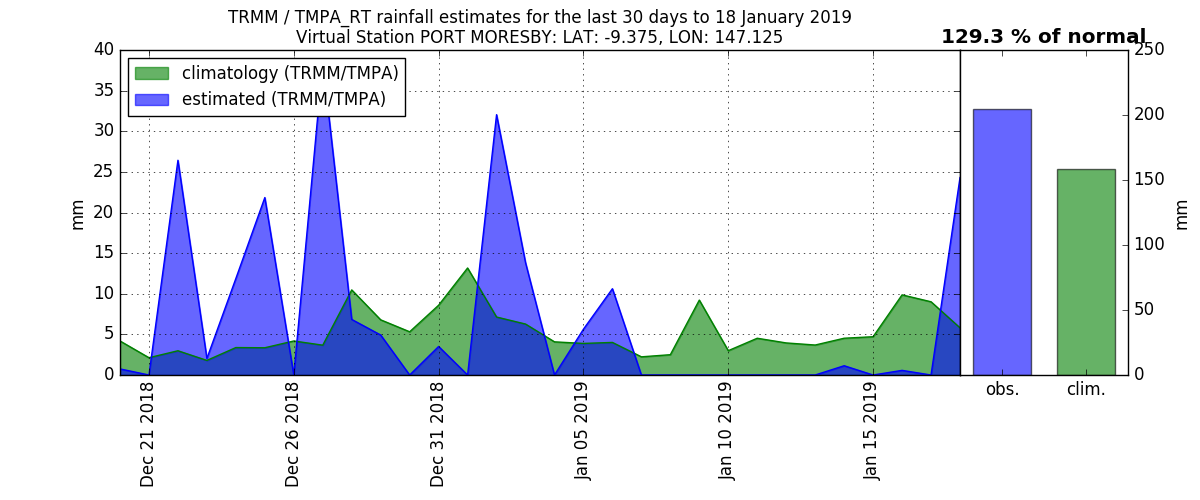 TRMM / TMPA_RT rainfall estimates for the last 30 days to 18 January 2019
Virtual Station PORT MORESBY: LAT: -9.375, LON: 147.125
129.3 % of normal
climatology (TRMM/TMPA)
estimated (TRMM/TMPA)
mm
40
35
30
25
20
15
10
5
0
Dec 21 2018
Dec 26 2018
Dec 31 2018
Jan 05 2019
Jan 10 2019
Jan 15 2019
obs.
clim.
250
200
150
100
50
0
mm